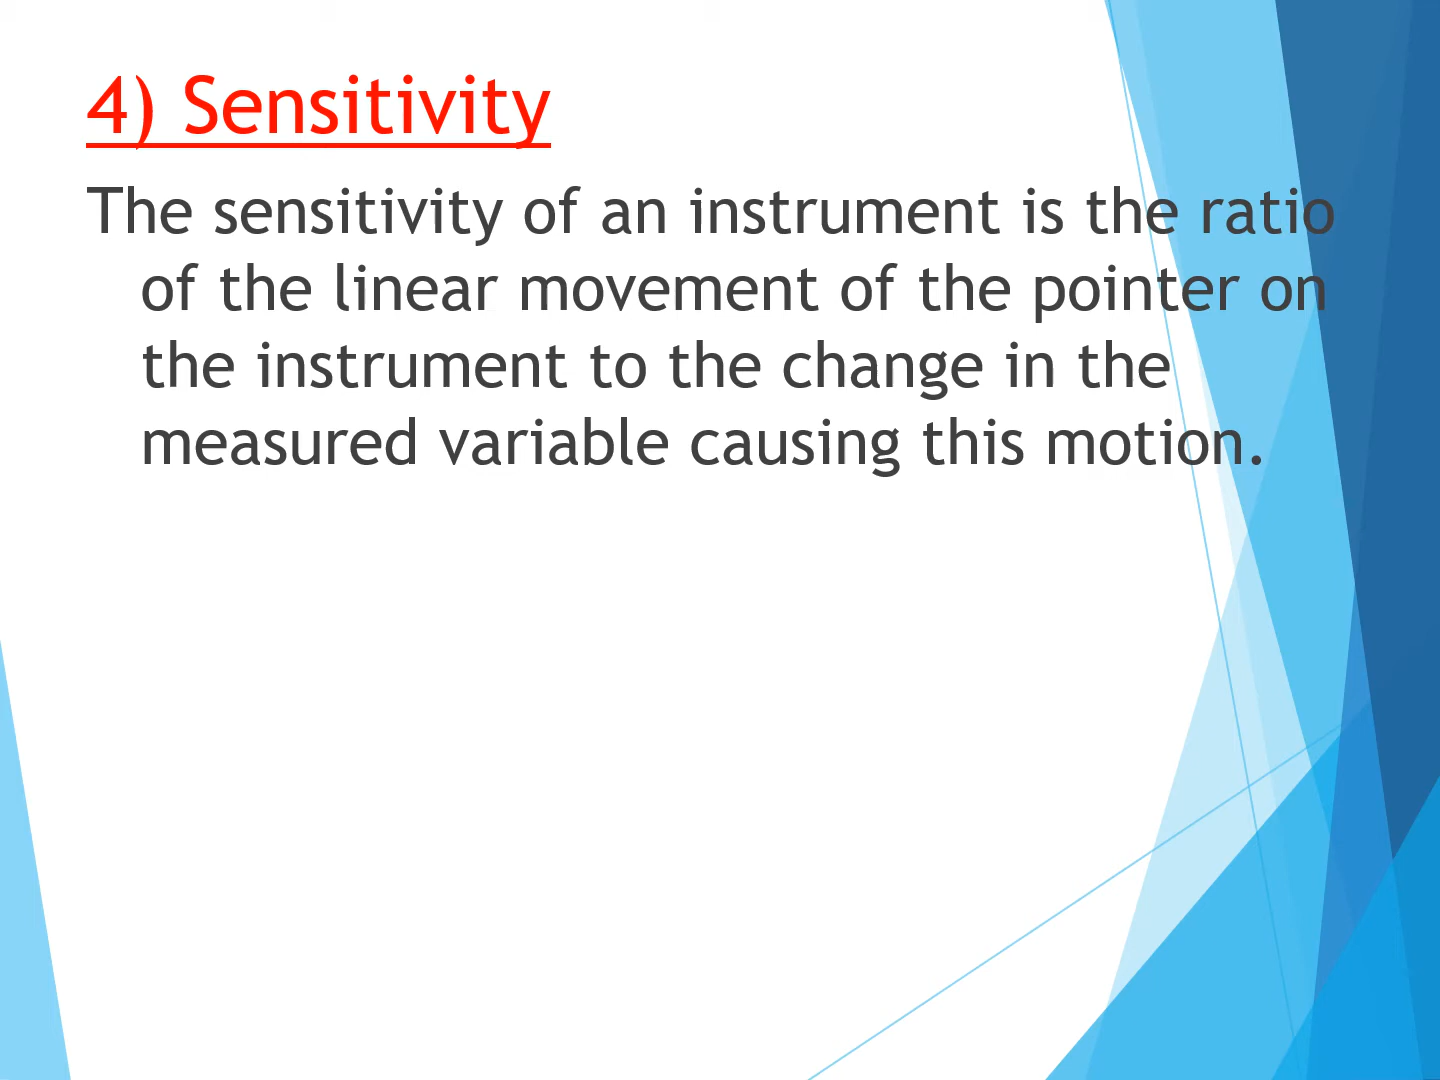 4) Sensitivity
The sensitivity of an instrument is the ratio
of the linear movement of the pointer on
the instrument to the change in the
measured variable causing this motion.